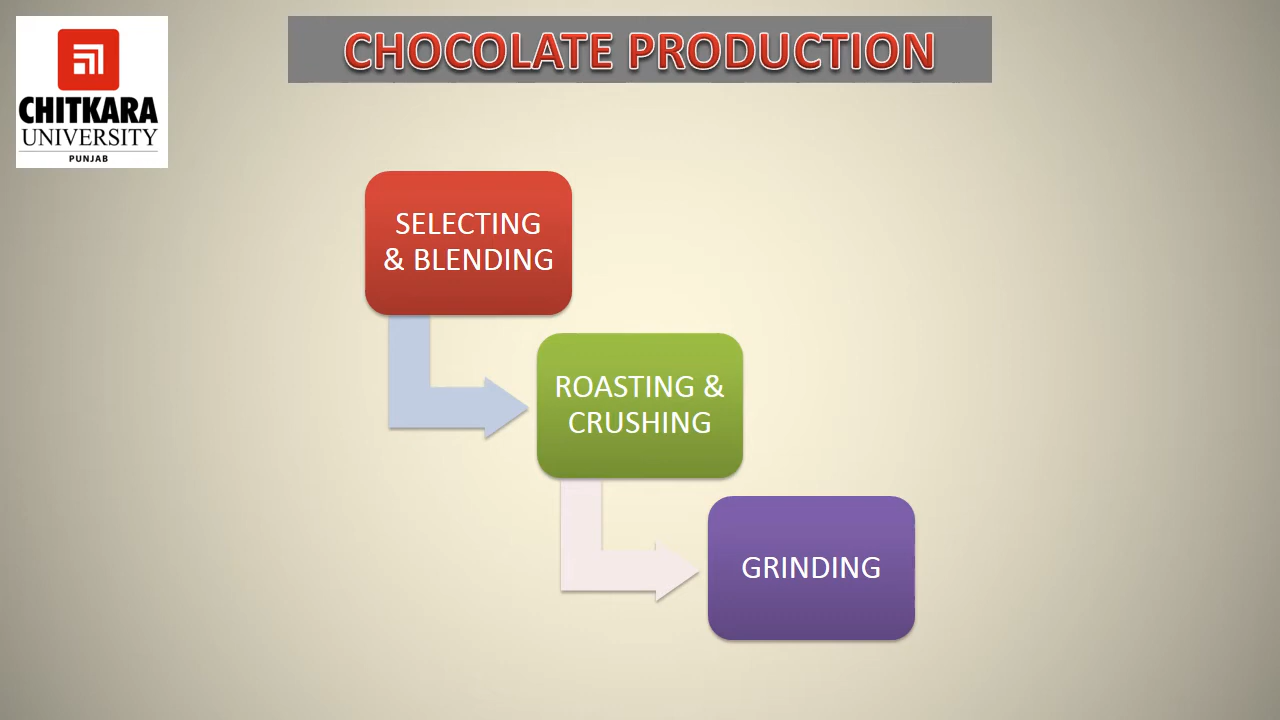 CHITKARA
UNIVERSITY
PUNJAB
CHOCOLATE PRODUCTION
SELECTING
& BLENDING
ROASTING &
CRUSHING
GRINDING